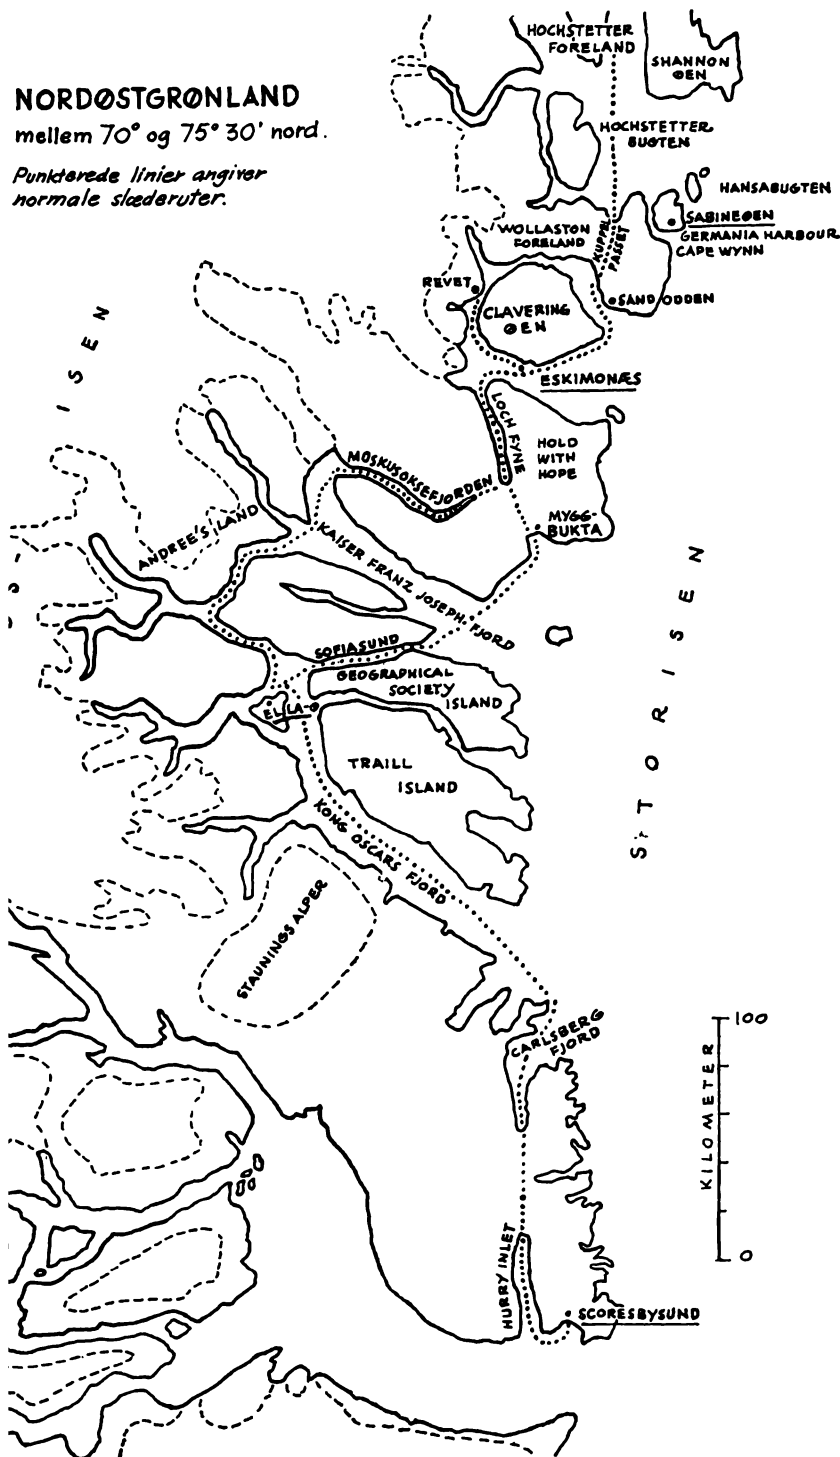 NORDØSTGRØNLAND
mellem 70° og 75° 30' nord.
Punkterede linier angiver
normale slæderuter.
HOCHSTETTER
FORELAND
SHANNON
ØEN
HOCHSTETTER
BUGTEN
HANSABUGTEN
SABINEØEN
GERMANIA HARBOUR
CAPE WYNN
WOLLASTON
FORELAND
KUPPEL
PASSET
REVET
SANDODDEN
CLAVERING
ØEN
ESKIMONÆS
ISEN
LOCH FYNE
HOLD
WITH
HOPE
MOSKUSOKSEFJORDEN
MYGG-
BUKTA
ANDREE'S LAND
KAISER FRANZ JOSEPH FJORD
S-
STORISEN
SOFIASUND
GEOGRAPHICAL
SOCIETY
ISLAND
ELLA-Ø
TRAILL
ISLAND
KONG OSCARS FJORD
STAUNINGS ALPER
CARLSBERG
FJORD
100
KILOMETER
0
HURRY INLET
SCORESBYSUND